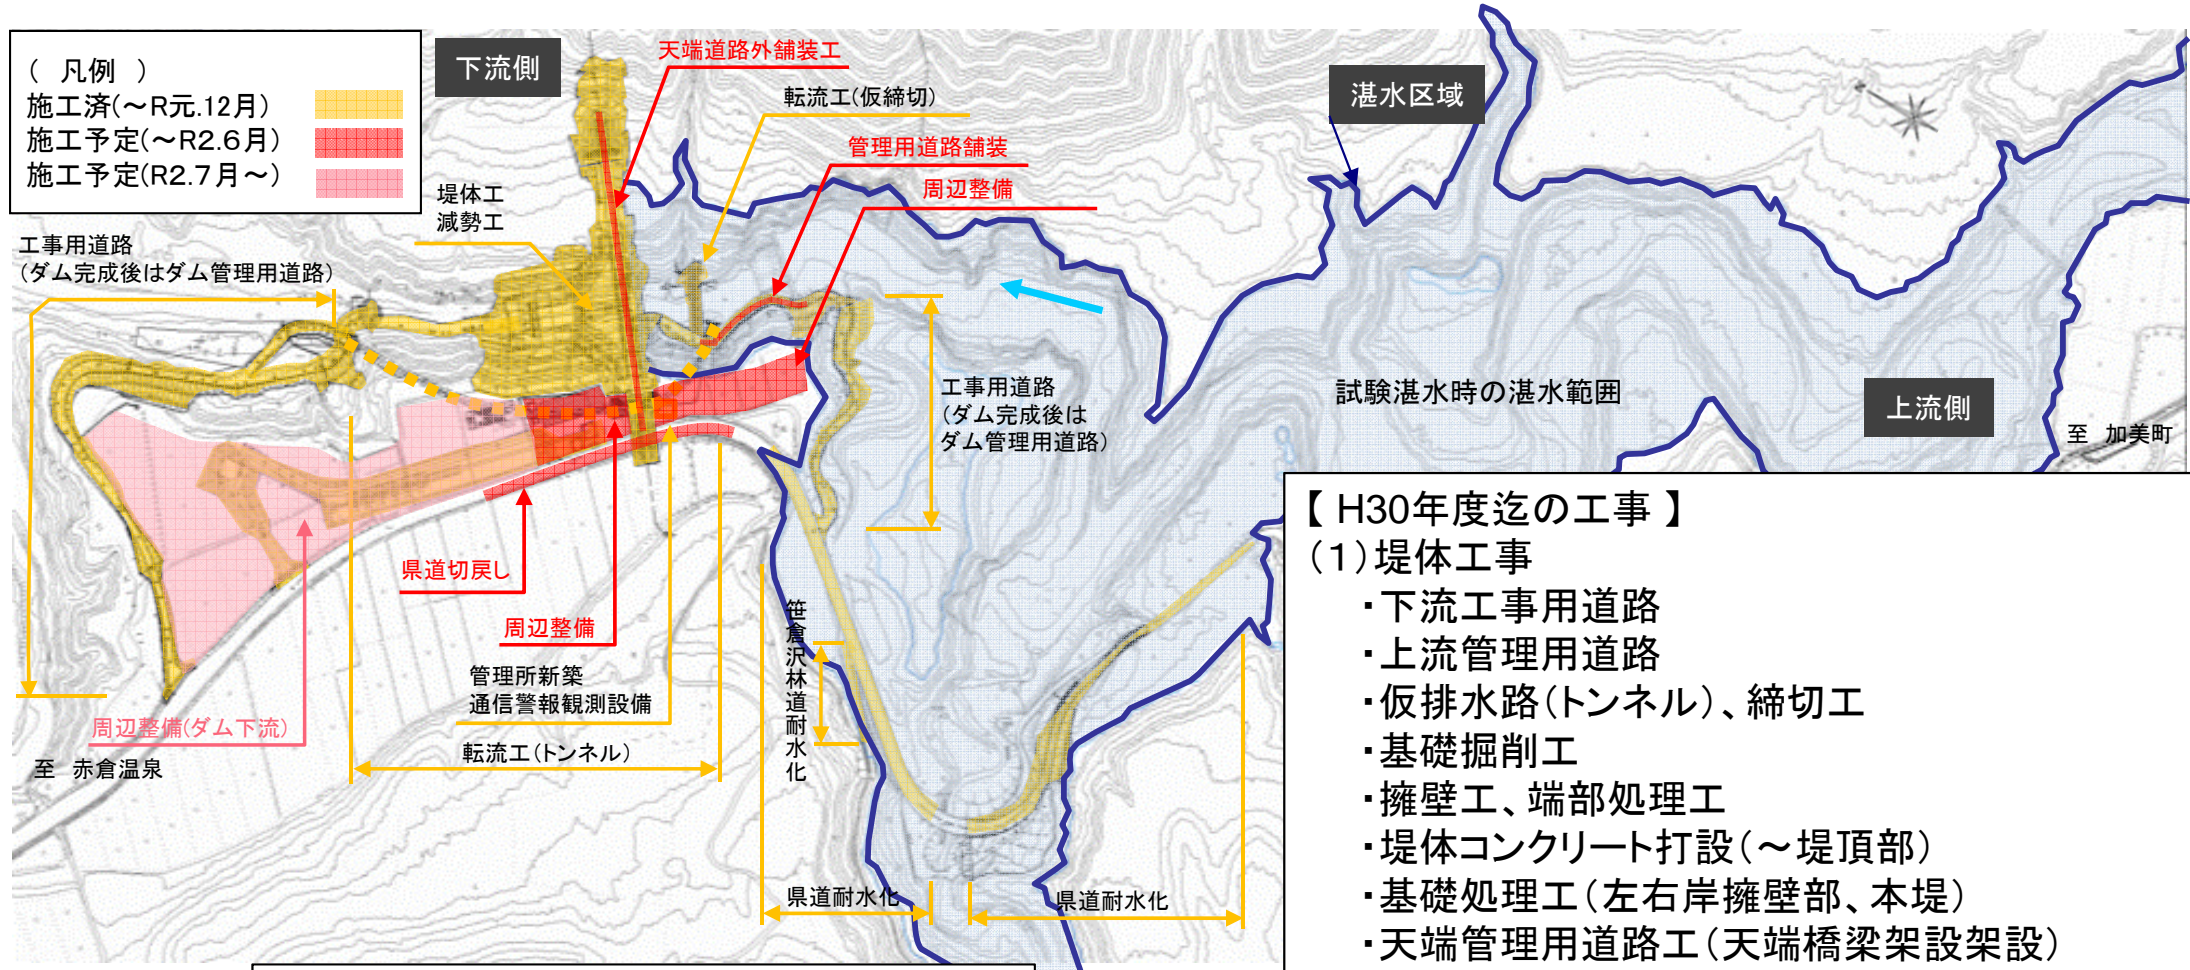 ( 凡例 )
施工済(～R元.12月)
施工予定(～R2.6月)
施工予定(R2.7月～)
下流側
天端道路外舗装工
転流工(仮締切)
管理用道路舗装
周辺整備
湛水区域
堤体工
減勢工
工事用道路
(ダム完成後はダム管理用道路)
工事用道路
(ダム完成後は
ダム管理用道路)
試験湛水時の湛水範囲
上流側
至 加美町
県道切戻し
周辺整備
管理所新築
通信警報観測設備
転流工(トンネル)
周辺整備(ダム下流)
至 赤倉温泉
笹倉沢林道耐水化
県道耐水化
県道耐水化
【 H30年度迄の工事 】
(1)堤体工事
・下流工事用道路
・上流管理用道路
・仮排水路(トンネル)、締切工
・基礎掘削工
・擁壁工、端部処理工
・堤体コンクリート打設(～堤頂部)
・基礎処理工(左右岸擁壁部、本堤)
・天端管理用道路工(天端橋梁架設架設)